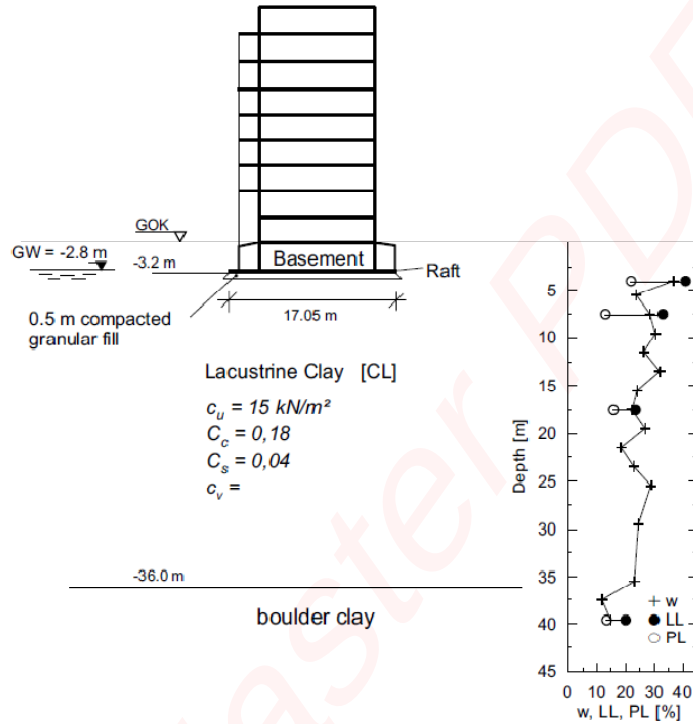 GOK
GW = -2.8 m
-3.2 m
Basement
Raft
0.5 m compacted
granular fill
17.05 m
Lacustrine Clay [CL]
c_u = 15 kN/m²
C_c = 0,18
C_s = 0,04
c_v =
-36.0 m
boulder clay
Depth [m]
5
10
15
20
25
30
35
40
45
w
LL
PL
0 10 20 30 40
w, LL, PL [%]